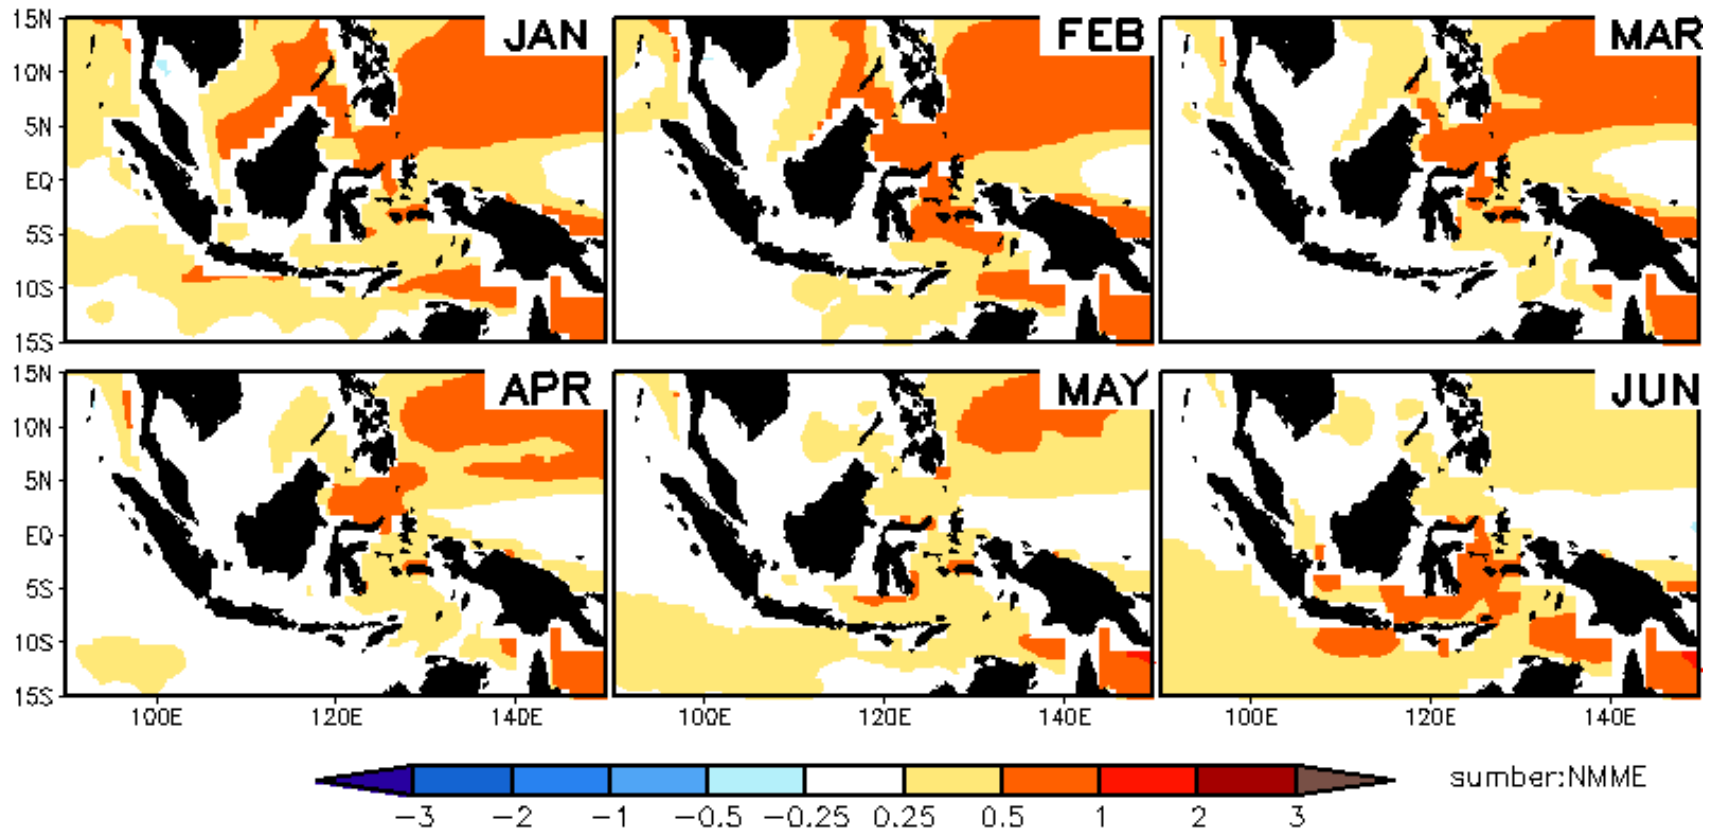 15N JAN FEB MAR
10N
5N
EQ
5S
10S
15S
15N APR MAY JUN
10N
5N
EQ
5S
10S
15S
100E 120E 140E 100E 120E 140E 100E 120E 140E
sumber:NMME
-3 -2 -1 -0.5 -0.25 0.25 0.5 1 2 3